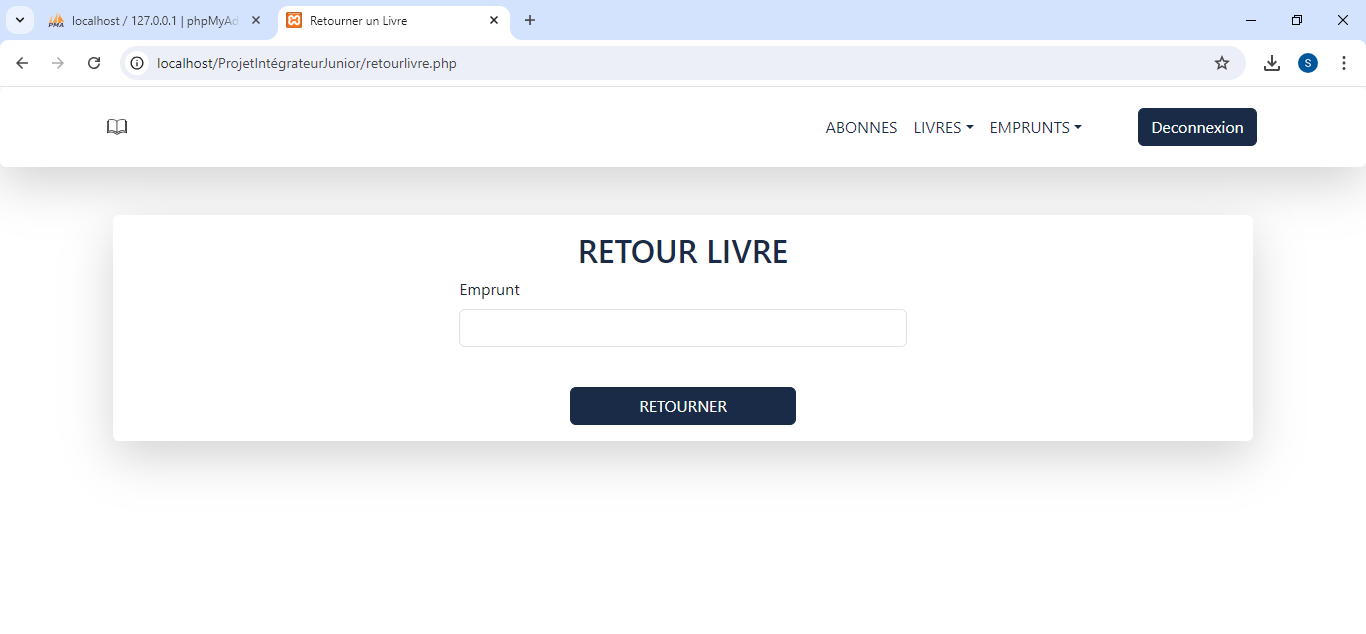 localhost / 127.0.0.1 | phpMyAd
Retourner un Livre
localhost/ProjetIntégrateurJunior/retourlivre.php
S
ABONNES LIVRES EMPRUNTS Deconnexion
RETOUR LIVRE
Emprunt
RETOURNER